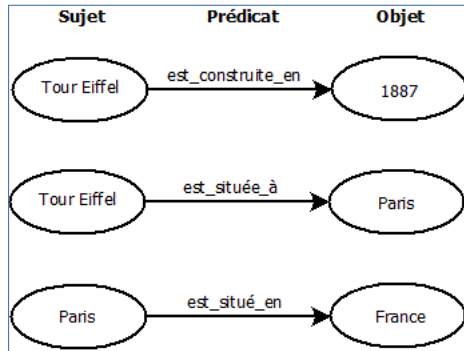 Sujet Prédicat Objet
Tour Eiffel est_construite_en 1887
Tour Eiffel est_située_à Paris
Paris est_situé_en France